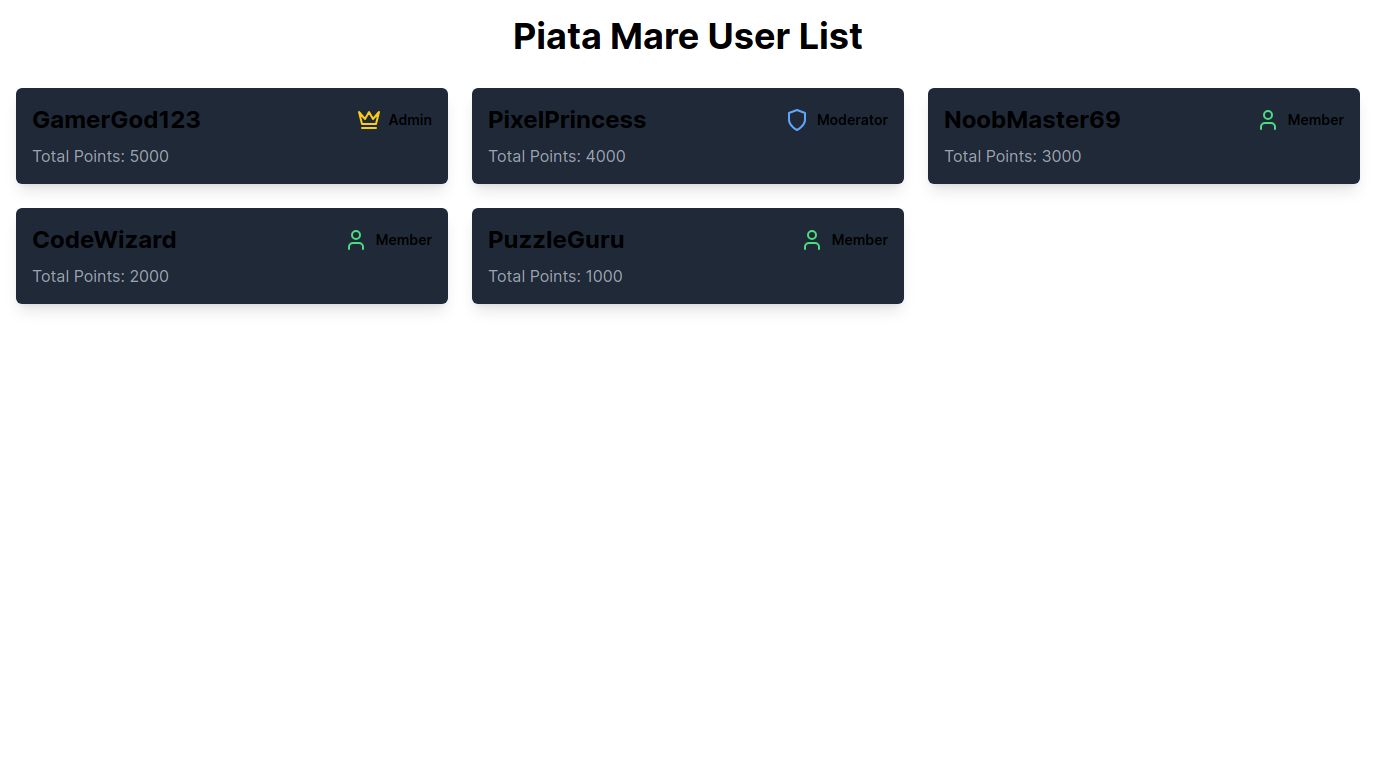 Piata Mare User List
GamerGod123 Admin
Total Points: 5000
PixelPrincess Moderator
Total Points: 4000
NoobMaster69 Member
Total Points: 3000
CodeWizard Member
Total Points: 2000
PuzzleGuru Member
Total Points: 1000